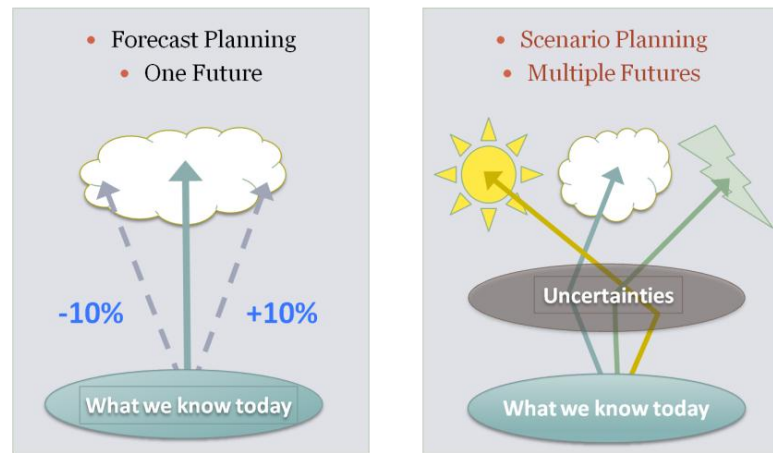 • Forecast Planning
• One Future
-10%
+10%
What we know today
• Scenario Planning
• Multiple Futures
Uncertainties
What we know today